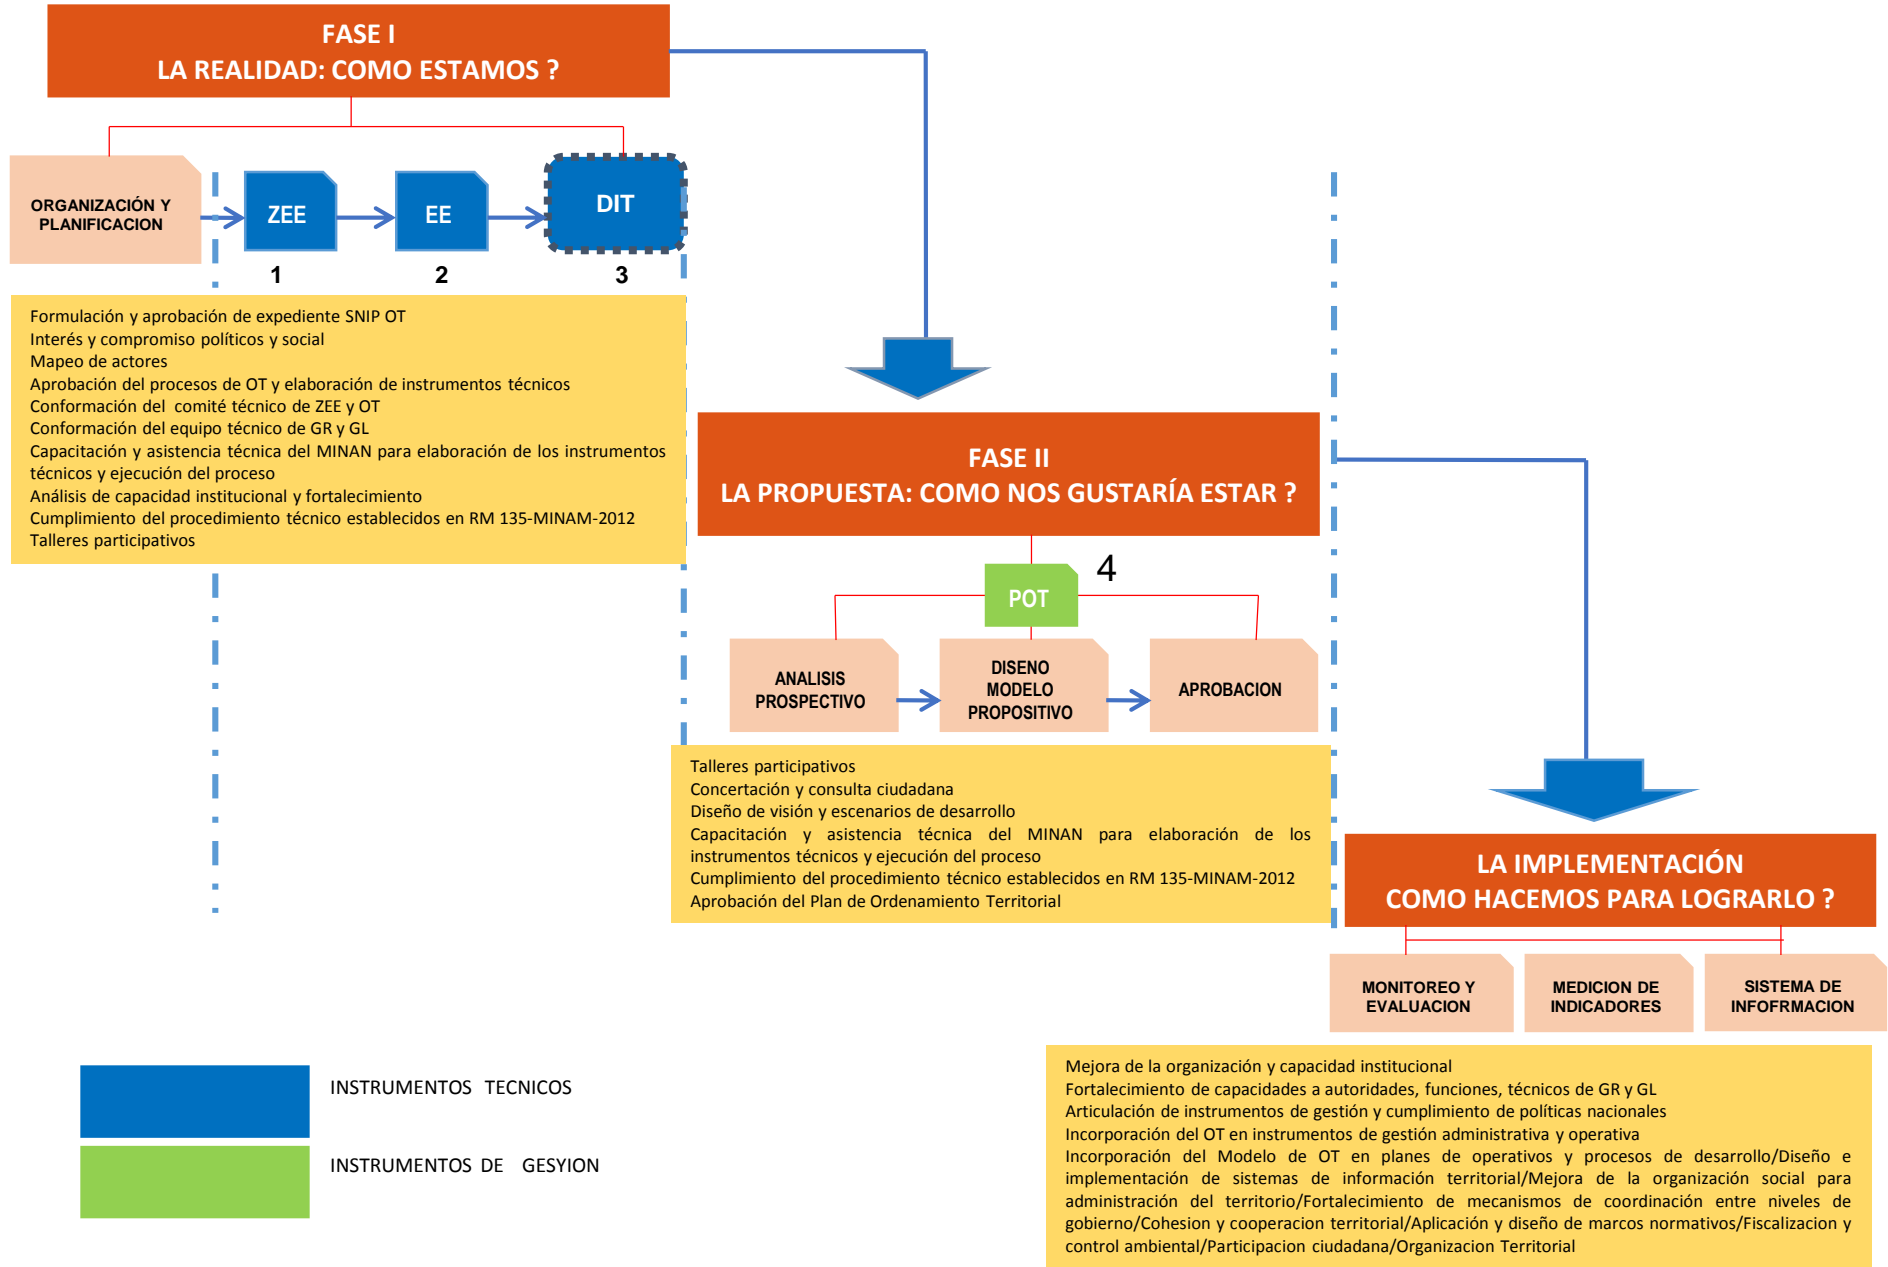 FASE I
LA REALIDAD: COMO ESTAMOS ?
ORGANIZACIÓN Y
PLANIFICACION
ZEE
EE
DIT
1
2
3
Formulación y aprobación de expediente SNIP OT
Interés y compromiso políticos y social
Mapeo de actores
Aprobación del procesos de OT y elaboración de instrumentos técnicos
Conformación del comité técnico de ZEE y OT
Conformación del equipo técnico de GR y GL
Capacitación y asistencia técnica del MINAN para elaboración de los instrumentos
técnicos y ejecución del proceso
Análisis de capacidad institucional y fortalecimiento
Cumplimiento del procedimiento técnico establecidos en RM 135-MINAM-2012
Talleres participativos
FASE II
LA PROPUESTA: COMO NOS GUSTARÍA ESTAR ?
4
POT
ANALISIS
PROSPECTIVO
DISENO
MODELO
PROPOSITIVO
APROBACION
Talleres participativos
Concertación y consulta ciudadana
Diseño de visión y escenarios de desarrollo
Capacitación y asistencia técnica del MINAN para elaboración de los
instrumentos técnicos y ejecución del proceso
Cumplimiento del procedimiento técnico establecidos en RM 135-MINAM-2012
Aprobación del Plan de Ordenamiento Territorial
LA IMPLEMENTACIÓN
COMO HACEMOS PARA LOGRARLO ?
MONITOREO Y
EVALUACION
MEDICION DE
INDICADORES
SISTEMA DE
INFOFRMACION
Mejora de la organización y capacidad institucional
Fortalecimiento de capacidades a autoridades, funciones, técnicos de GR y GL
Articulación de instrumentos de gestión y cumplimiento de políticas nacionales
Incorporación del OT en instrumentos de gestión administrativa y operativa
Incorporación del Modelo de OT en planes de operativos y procesos de desarrollo/Diseño e
implementación de sistemas de información territorial/Mejora de la organización social para
administración del territorio/Fortalecimiento de mecanismos de coordinación entre niveles de
gobierno/Cohesion y cooperacion territorial/Aplicación y diseño de marcos normativos/Fiscalizacion y
control ambiental/Participacion ciudadana/Organizacion Territorial
INSTRUMENTOS TECNICOS
INSTRUMENTOS DE GESYION